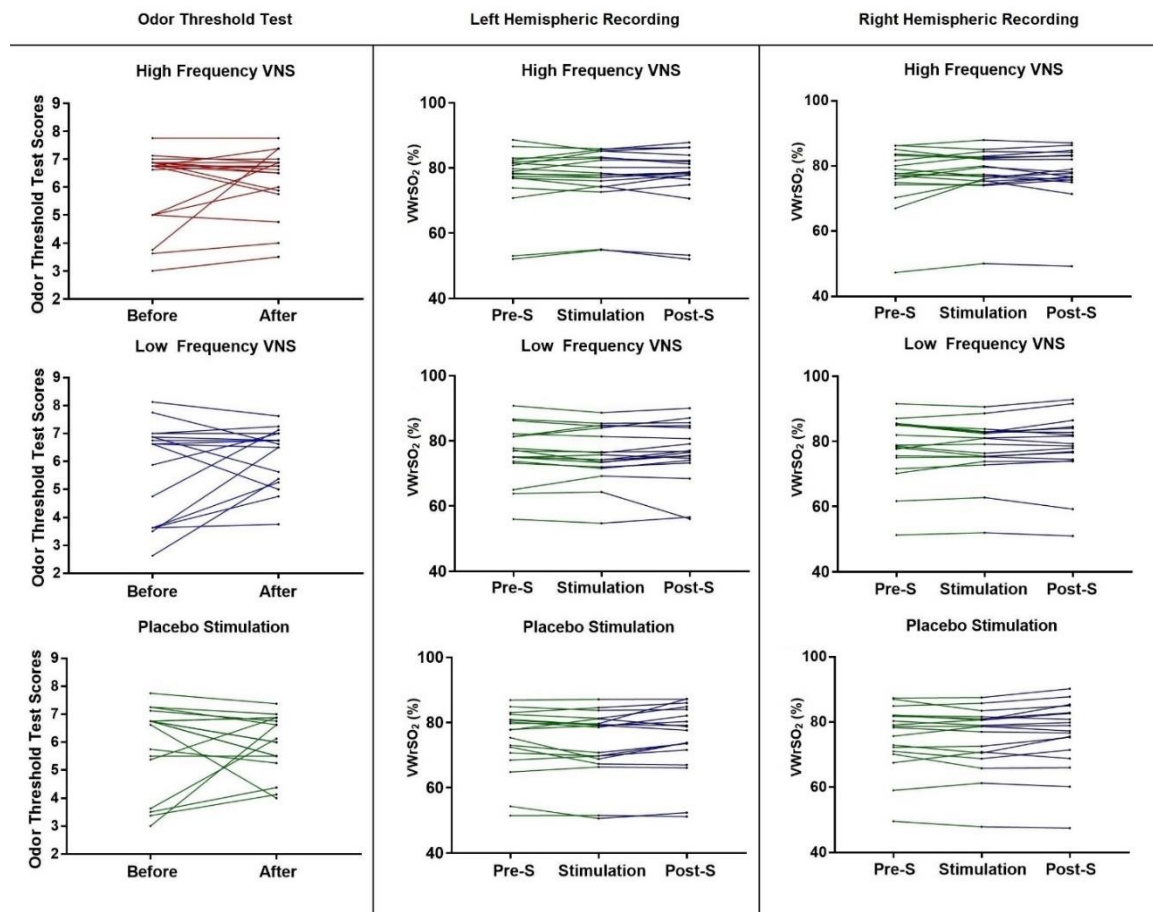 Odor Threshold Test
Left Hemispheric Recording
Right Hemispheric Recording
High Frequency VNS
Odor Threshold Test Scores
9
8
7
6
5
4
3
2
Before After
High Frequency VNS
VWrSO2 (%)
100
80
60
40
Pre-S Stimulation Post-S
High Frequency VNS
VWrSO2 (%)
100
80
60
40
Pre-S Stimulation Post-S
Low Frequency VNS
Odor Threshold Test Scores
9
8
7
6
5
4
3
2
Before After
Low Frequency VNS
VWrSO2 (%)
100
80
60
40
Pre-S Stimulation Post-S
Low Frequency VNS
VWrSO2 (%)
100
80
60
40
Pre-S Stimulation Post-S
Placebo Stimulation
Odor Threshold Test Scores
9
8
7
6
5
4
3
2
Before After
Placebo Stimulation
VWrSO2 (%)
100
80
60
40
Pre-S Stimulation Post-S
Placebo Stimulation
VWrSO2 (%)
100
80
60
40
Pre-S Stimulation Post-S